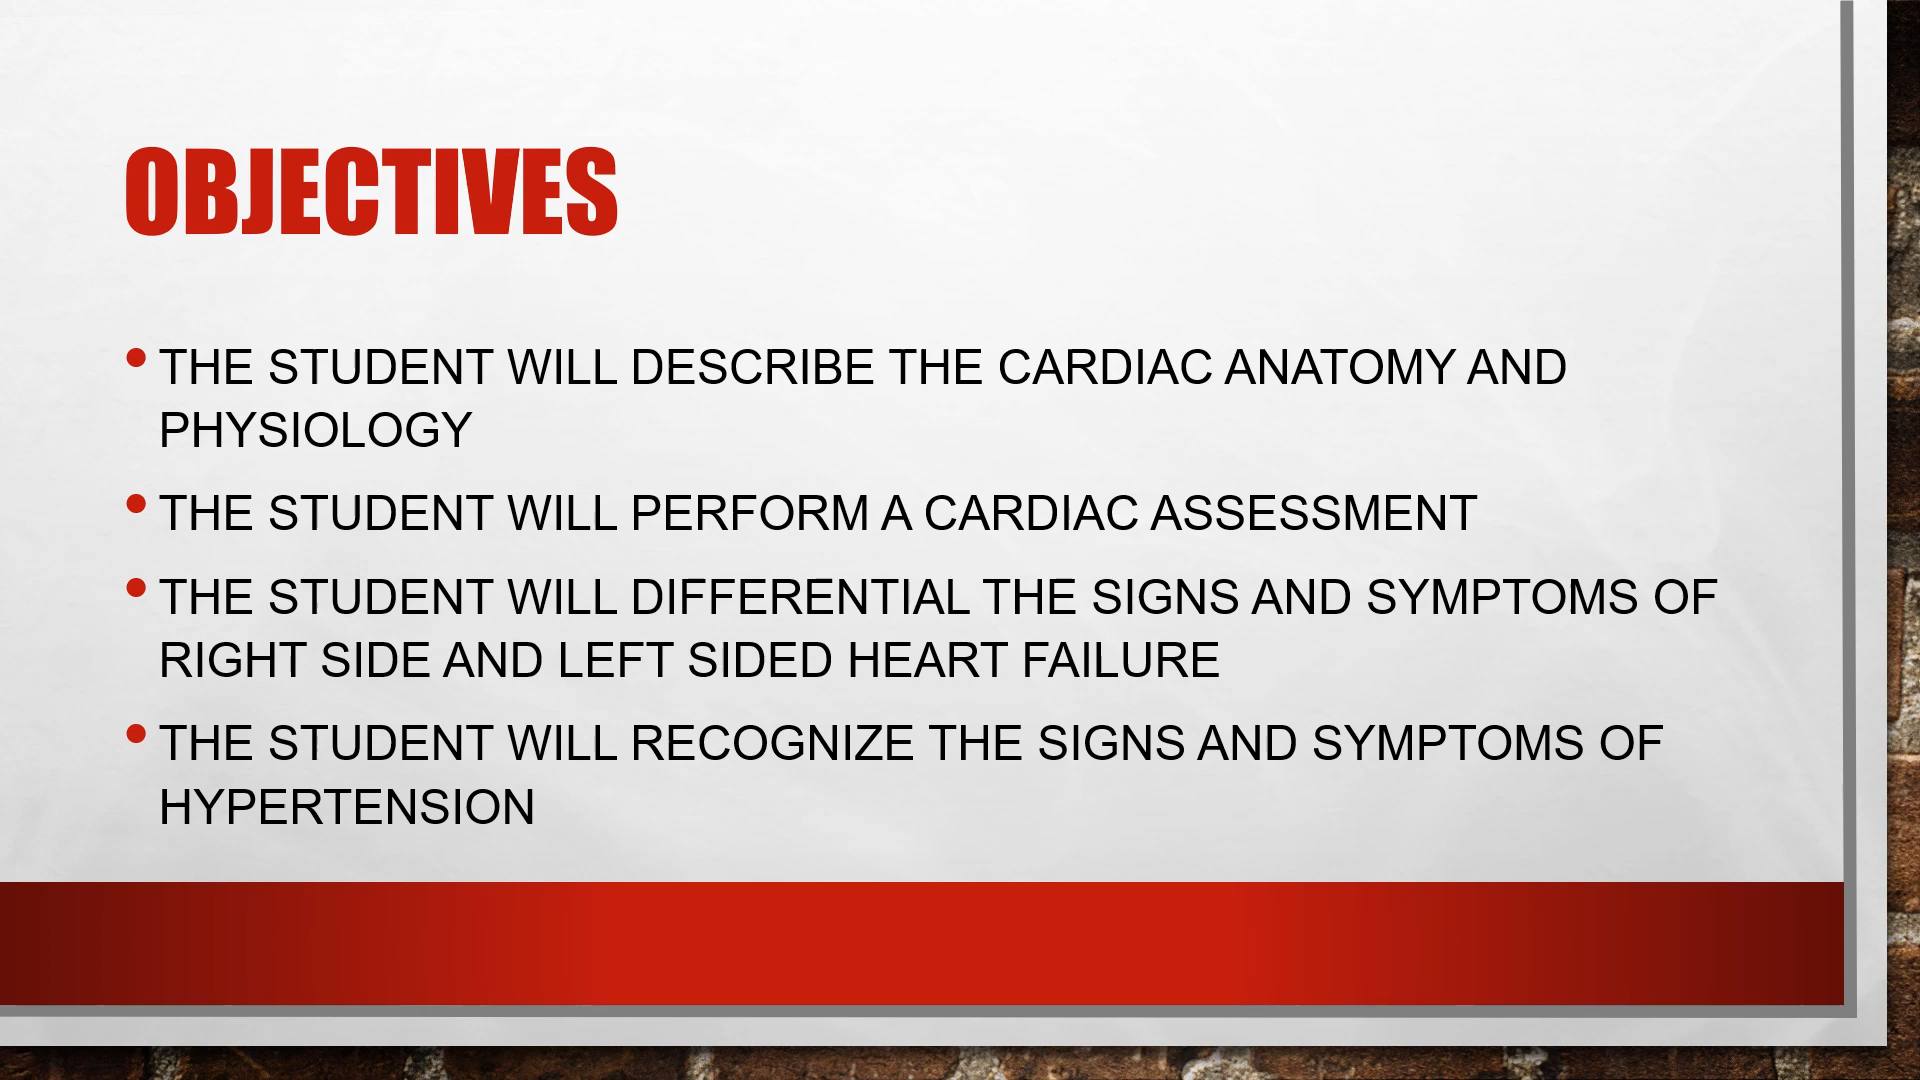 OBJECTIVES
• THE STUDENT WILL DESCRIBE THE CARDIAC ANATOMY AND
PHYSIOLOGY
• THE STUDENT WILL PERFORM A CARDIAC ASSESSMENT
• THE STUDENT WILL DIFFERENTIAL THE SIGNS AND SYMPTOMS OF
RIGHT SIDE AND LEFT SIDED HEART FAILURE
• THE STUDENT WILL RECOGNIZE THE SIGNS AND SYMPTOMS OF
HYPERTENSION